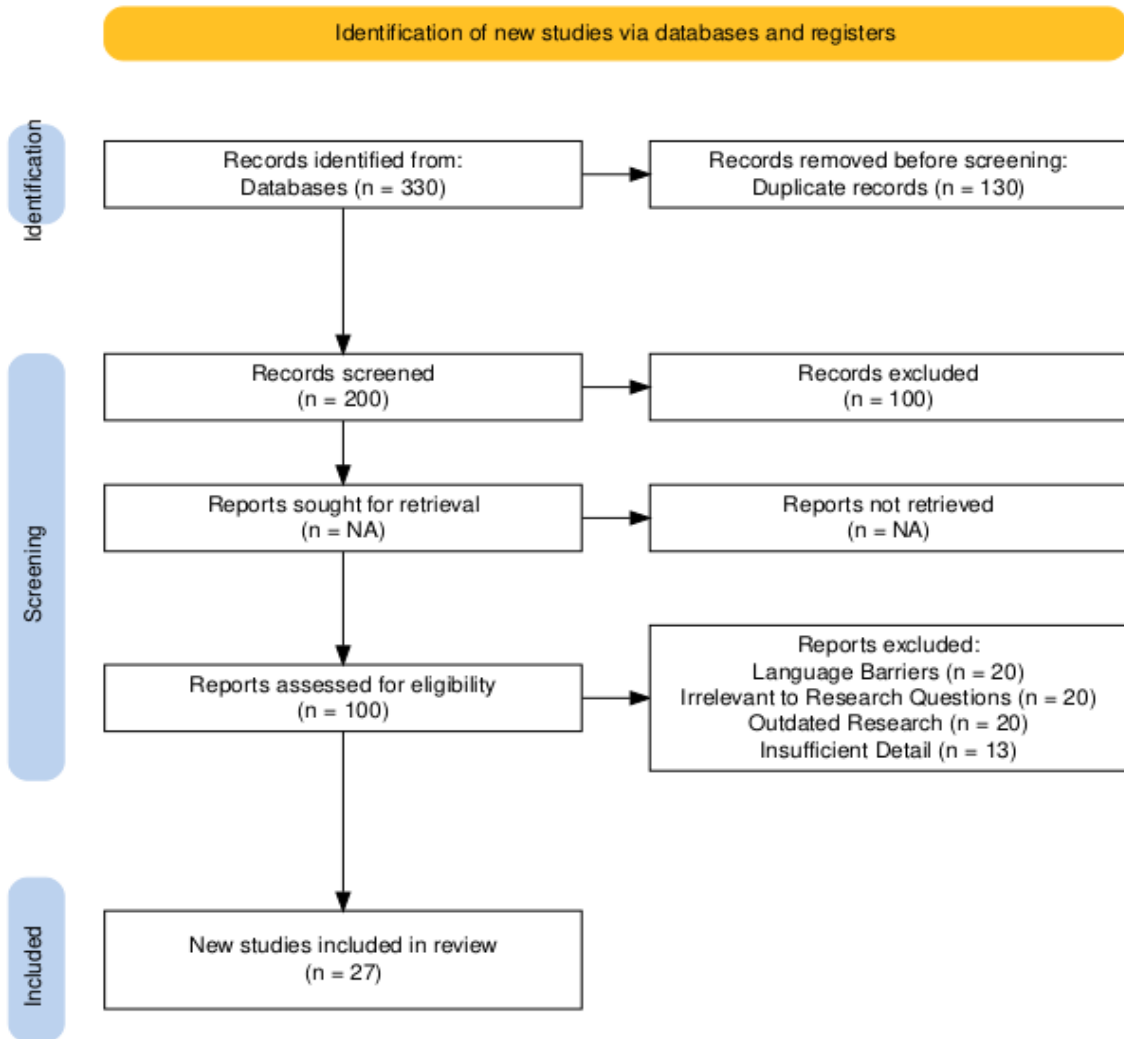 Identification of new studies via databases and registers
Identification
Records identified from:
Databases (n = 330)
Records removed before screening:
Duplicate records (n = 130)
Screening
Records screened
(n = 200)
Records excluded
(n = 100)
Reports sought for retrieval
(n = NA)
Reports not retrieved
(n = NA)
Reports assessed for eligibility
(n = 100)
Reports excluded:
Language Barriers (n = 20)
Irrelevant to Research Questions (n = 20)
Outdated Research (n = 20)
Insufficient Detail (n = 13)
Included
New studies included in review
(n = 27)